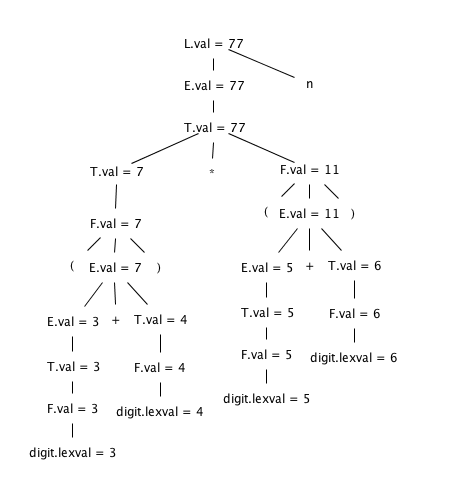 L.val = 77
E.val = 77 n
T.val = 77
T.val = 7 * F.val = 11
( E.val = 11 )
F.val = 7
( E.val = 7 ) E.val = 5 + T.val = 6
E.val = 3 + T.val = 4 T.val = 5 F.val = 6
F.val = 5 digit.lexval = 6
T.val = 3 F.val = 4
digit.lexval = 5
F.val = 3 digit.lexval = 4
digit.lexval = 3